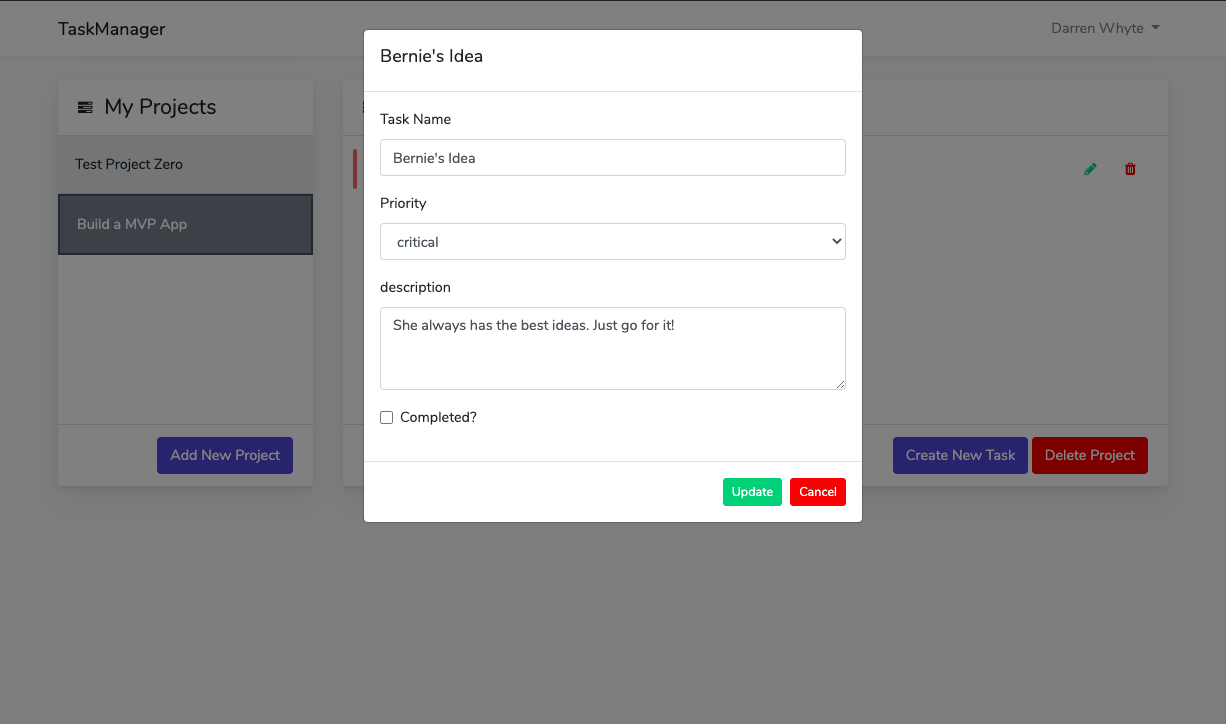 TaskManager
Darren Whyte
My Projects
Test Project Zero
Build a MVP App
Add New Project
Bernie's Idea
Task Name
Bernie's Idea
Priority
critical
description
She always has the best ideas. Just go for it!
Completed?
Update
Cancel
Create New Task
Delete Project